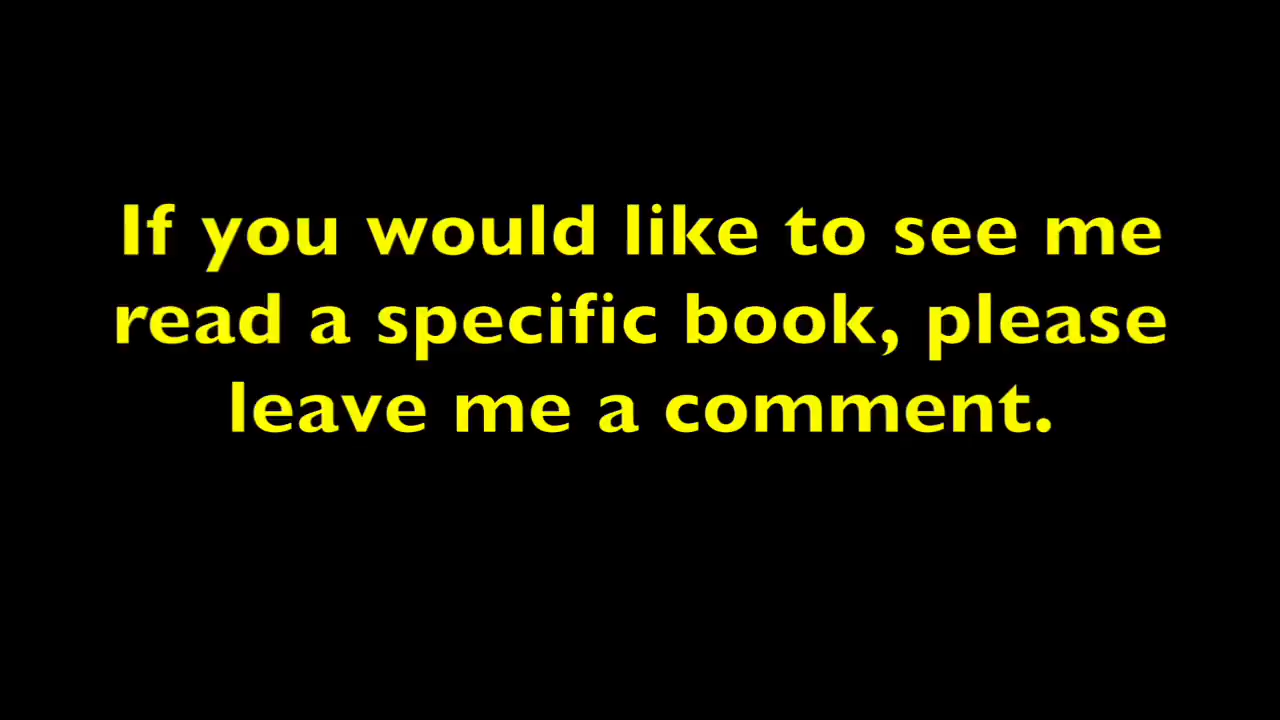 If you would like to see me
read a specific book, please
leave me a comment.